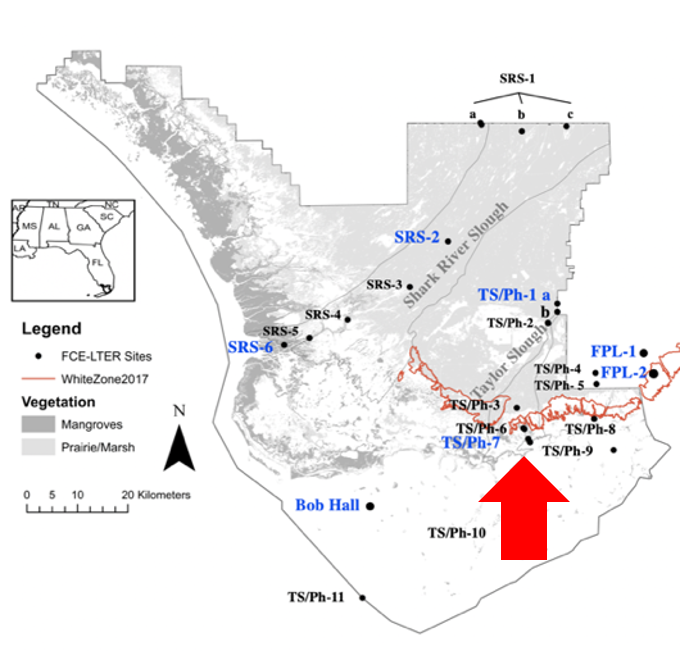 SRS-1
a
b
c
SRS-2
Shark River Slough
SRS-3
SRS-4
SRS-5
SRS-6
TS/Ph-1 a
b
TS/Ph-2
Taylor Slough
FPL-1
TS/Ph-4
FPL-2
TS/Ph- 5
TS/Ph-3
TS/Ph-6
TS/Ph-8
TS/Ph-7
TS/Ph-9
Bob Hall
TS/Ph-10
TS/Ph-11
AR
TN
NC
SC
MS
AL
GA
LA
FL
Legend
FCE-LTER Sites
WhiteZone2017
Vegetation
Mangroves
Prairie/Marsh
N
0 5 10 20 Kilometers